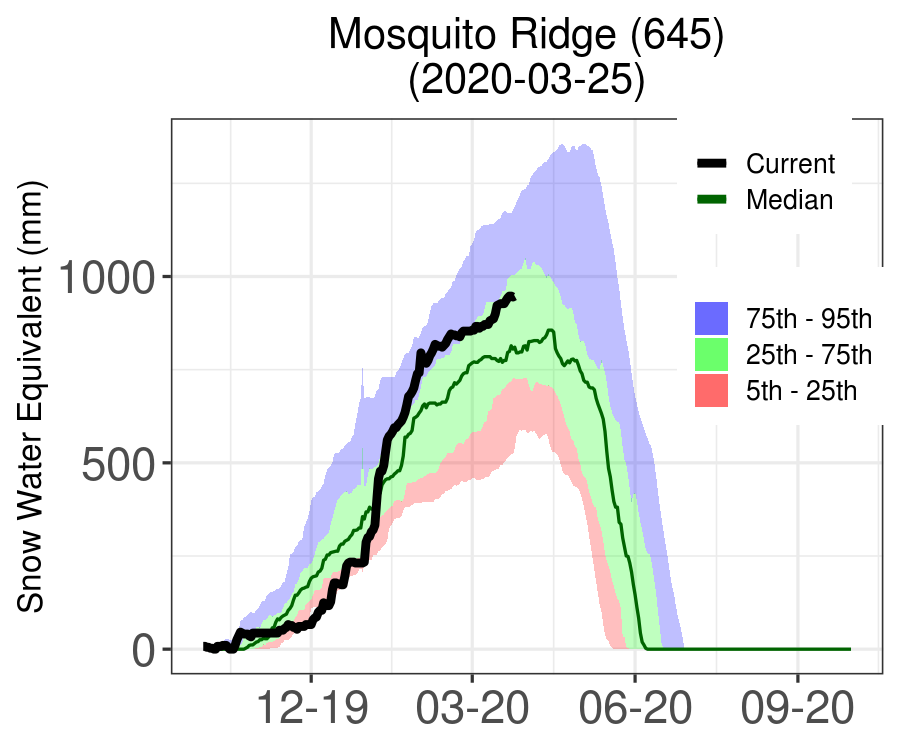 Mosquito Ridge (645)
(2020-03-25)
Snow Water Equivalent (mm)
1000
500
0
12-19
03-20
06-20
09-20
Current
Median
75th - 95th
25th - 75th
5th - 25th